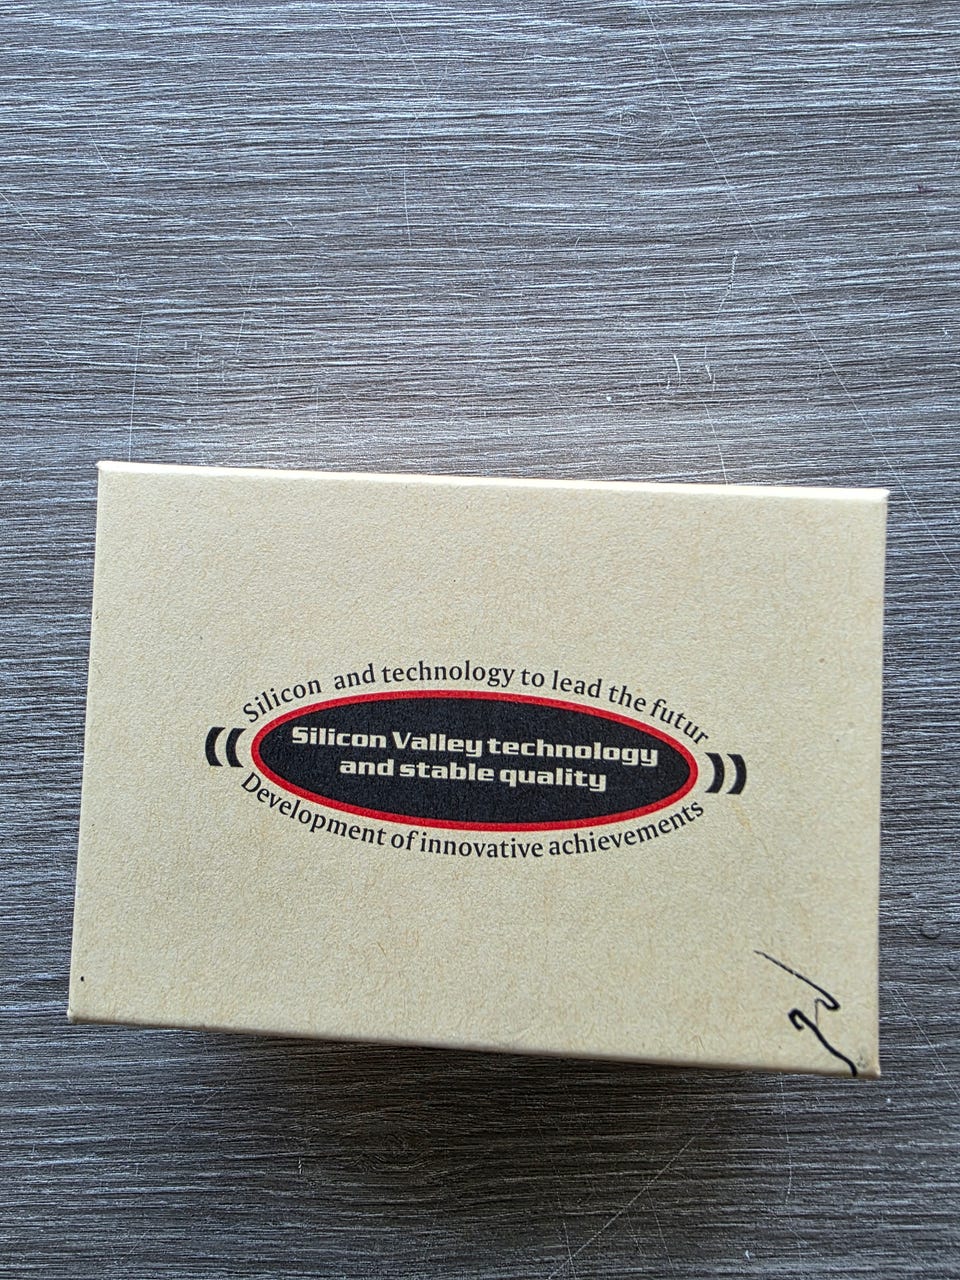 Silicon and technology to lead the futur
Silicon Valley technology
and stable quality
Development of innovative achievements